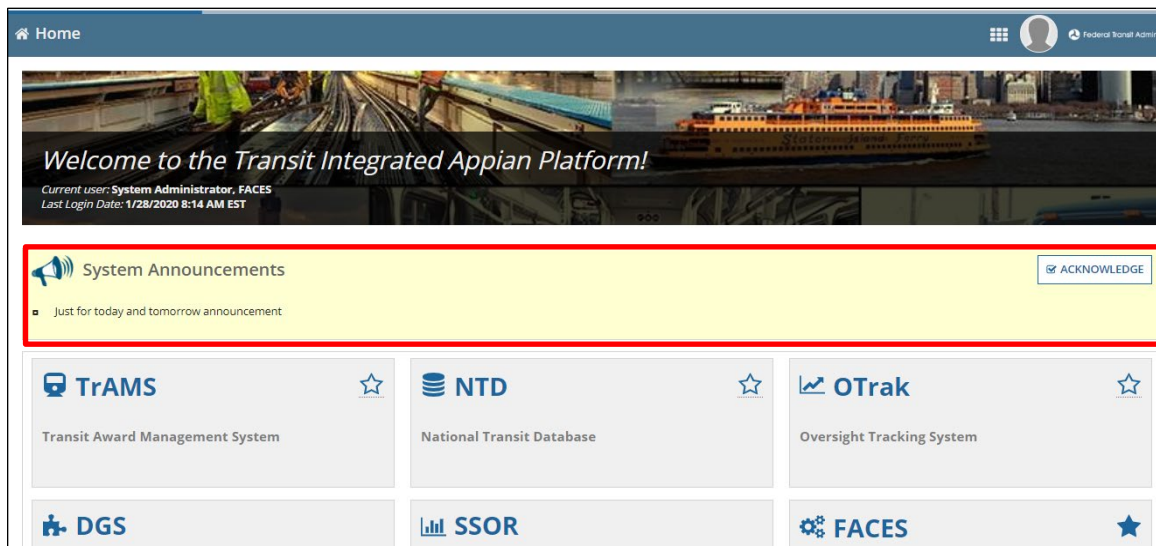 Home
Federal Transit Admin
Welcome to the Transit Integrated Appian Platform!
Current user: System Administrator, FACES
Last Login Date: 1/28/2020 8:14 AM EST
System Announcements
ACKNOWLEDGE
Just for today and tomorrow announcement
TrAMS
NTD
OTrak
Transit Award Management System
National Transit Database
Oversight Tracking System
DGS
SSOR
FACES